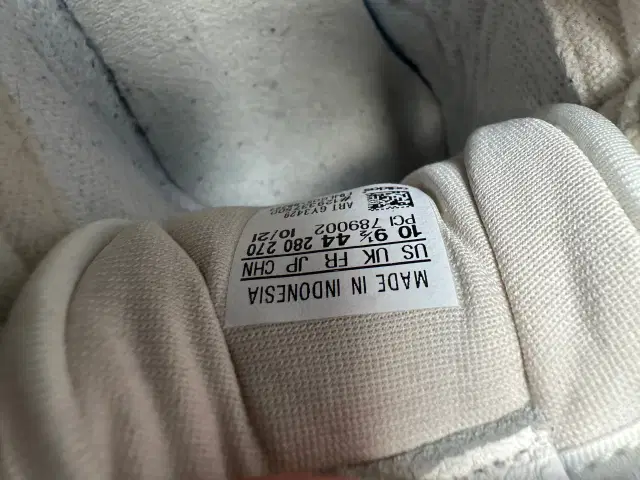 MADE IN INDONESIA
US UK FR JP CHN
10 9½ 44 280 270
PCI 789002 10/21
ART GY3429